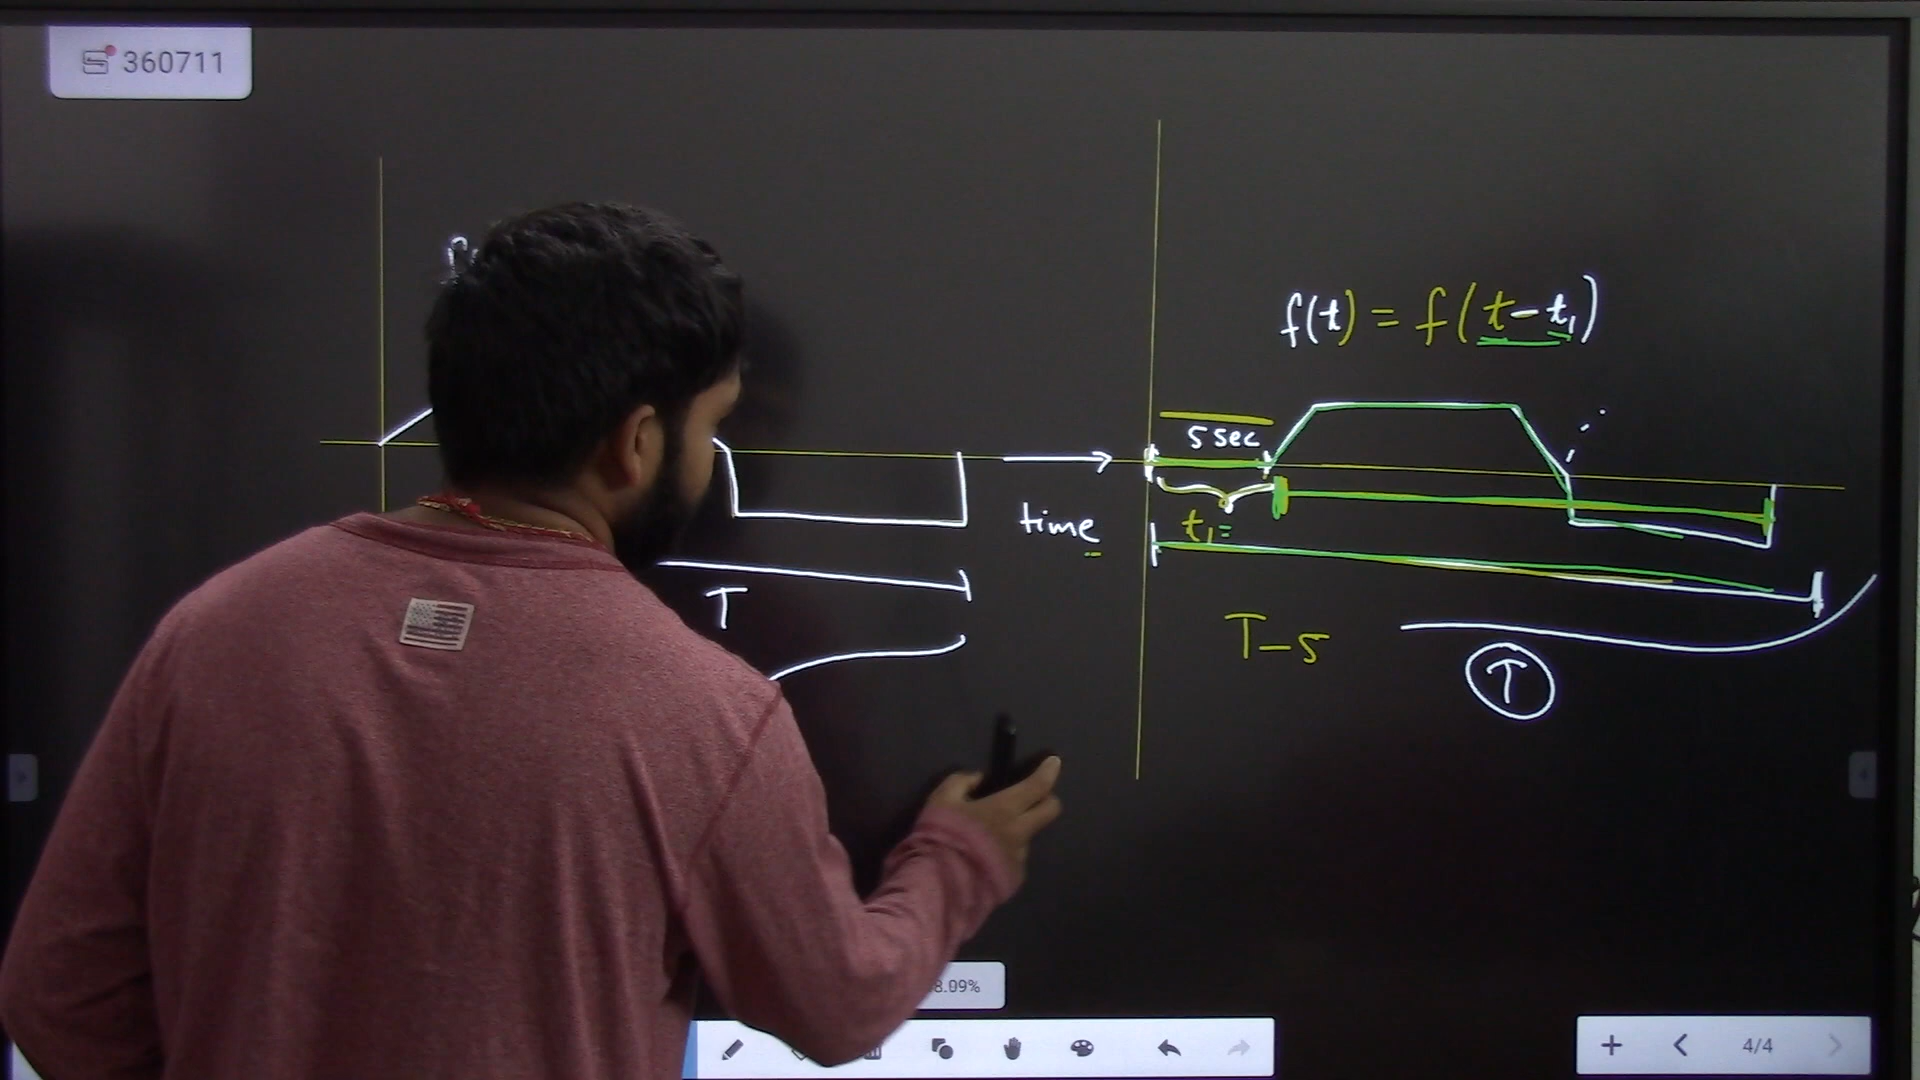 360711
f(t) = f(t-t₁)
5 sec
time
t₁=
T
T-5
T
8.09%
4/4